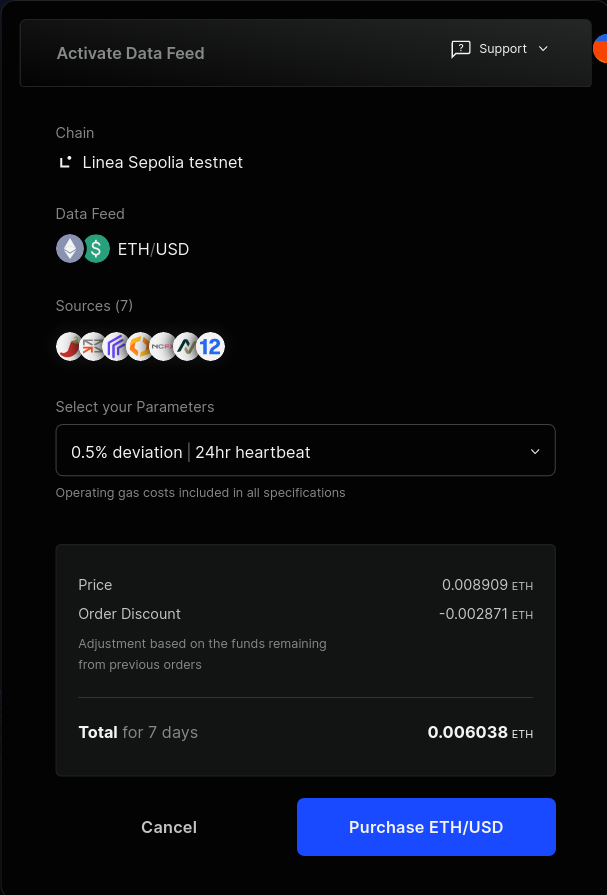 Activate Data Feed
Support
Chain
Linea Sepolia testnet
Data Feed
$
ETH/USD
Sources (7)
NCFX
12
Select your Parameters
0.5% deviation | 24hr heartbeat
Operating gas costs included in all specifications
Price 0.008909 ETH
Order Discount -0.002871 ETH
Adjustment based on the funds remaining
from previous orders
Total for 7 days 0.006038 ETH
Cancel
Purchase ETH/USD